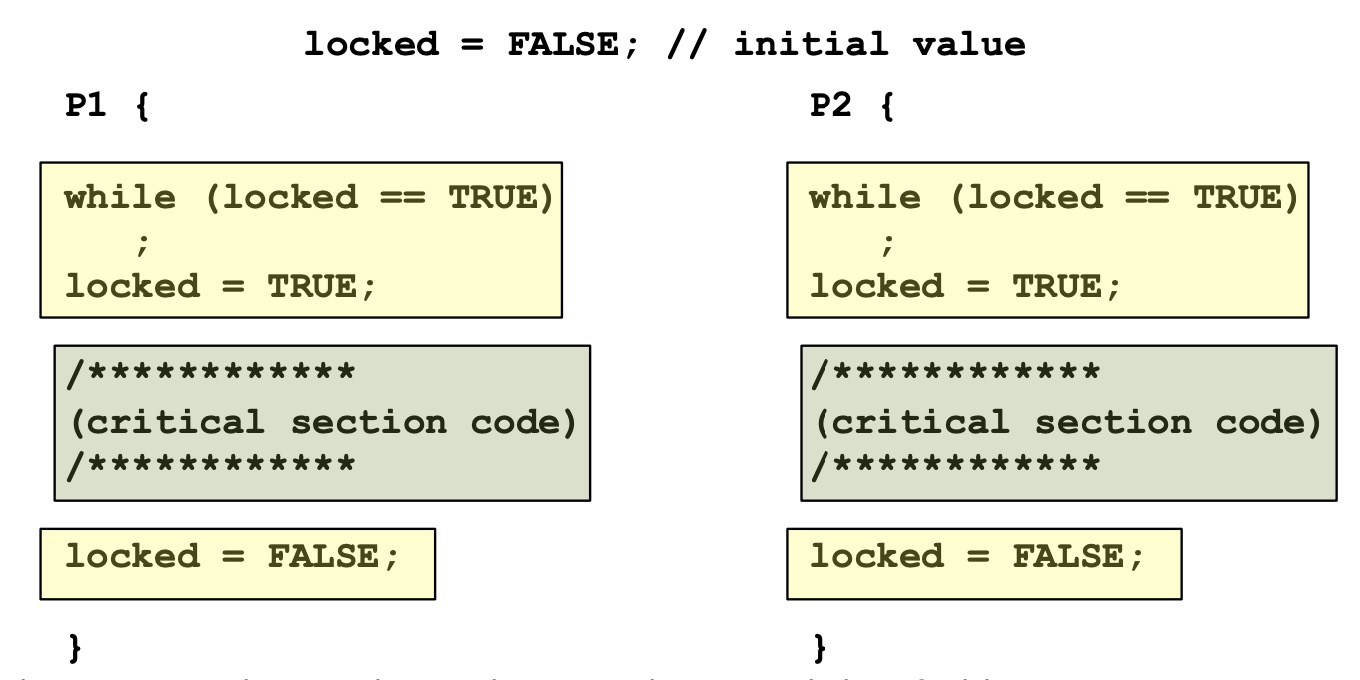 locked = FALSE; // initial value
P1 {
while (locked == TRUE)
;
locked = TRUE;
/************
(critical section code)
/************
locked = FALSE;
}
P2 {
while (locked == TRUE)
;
locked = TRUE;
/************
(critical section code)
/************
locked = FALSE;
}